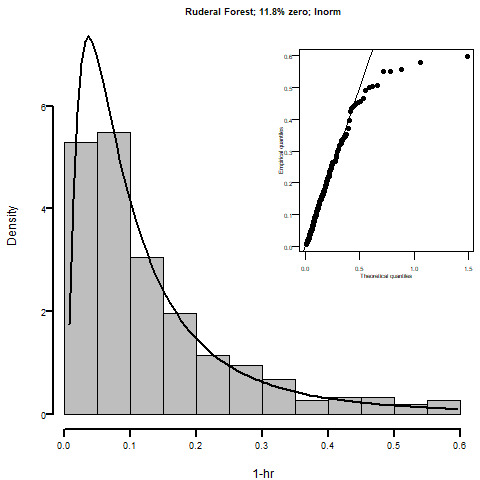 Ruderal Forest; 11.8% zero; lnorm
Density
0
2
4
6
0.0 0.1 0.2 0.3 0.4 0.5 0.6
1-hr
Empirical quantiles
0.0
0.1
0.2
0.3
0.4
0.5
0.6
0.0 0.5 1.0 1.5
Theoretical quantiles